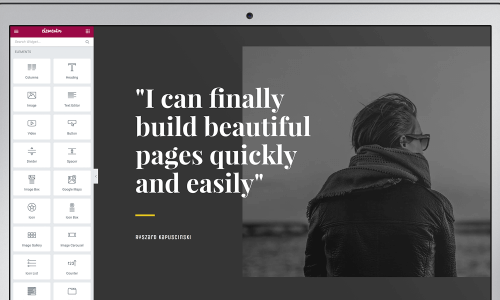 elementor
Search Widget...
ELEMENTS
Columns
Heading
Image
Text Editor
Video
Button
Divider
Spacer
Image Box
Google Maps
Icon
Icon Box
Image Gallery
Image Carousel
Icon List
Counter
"I can finally
build beautiful
pages quickly
and easily"
Ryszard Kapuscinski